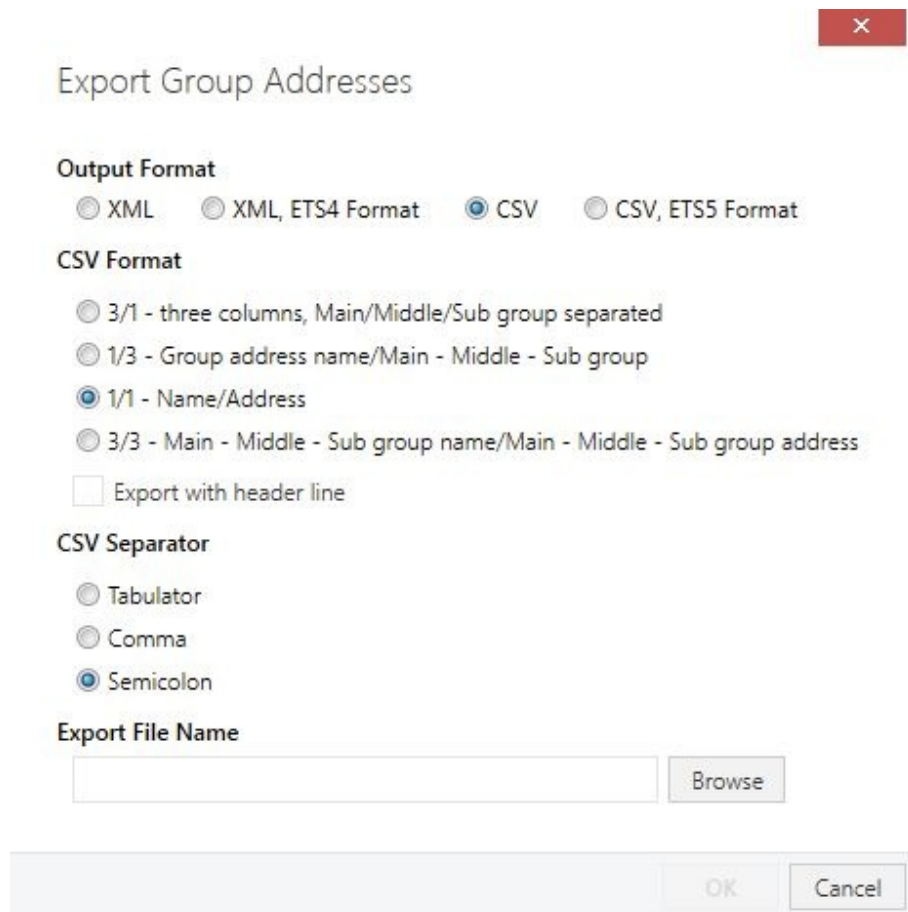 Export Group Addresses
Output Format
XML XML, ETS4 Format CSV CSV, ETS5 Format
CSV Format
3/1 - three columns, Main/Middle/Sub group separated
1/3 - Group address name/Main - Middle - Sub group
1/1 - Name/Address
3/3 - Main - Middle - Sub group name/Main - Middle - Sub group address
Export with header line
CSV Separator
Tabulator
Comma
Semicolon
Export File Name
Browse
OK Cancel